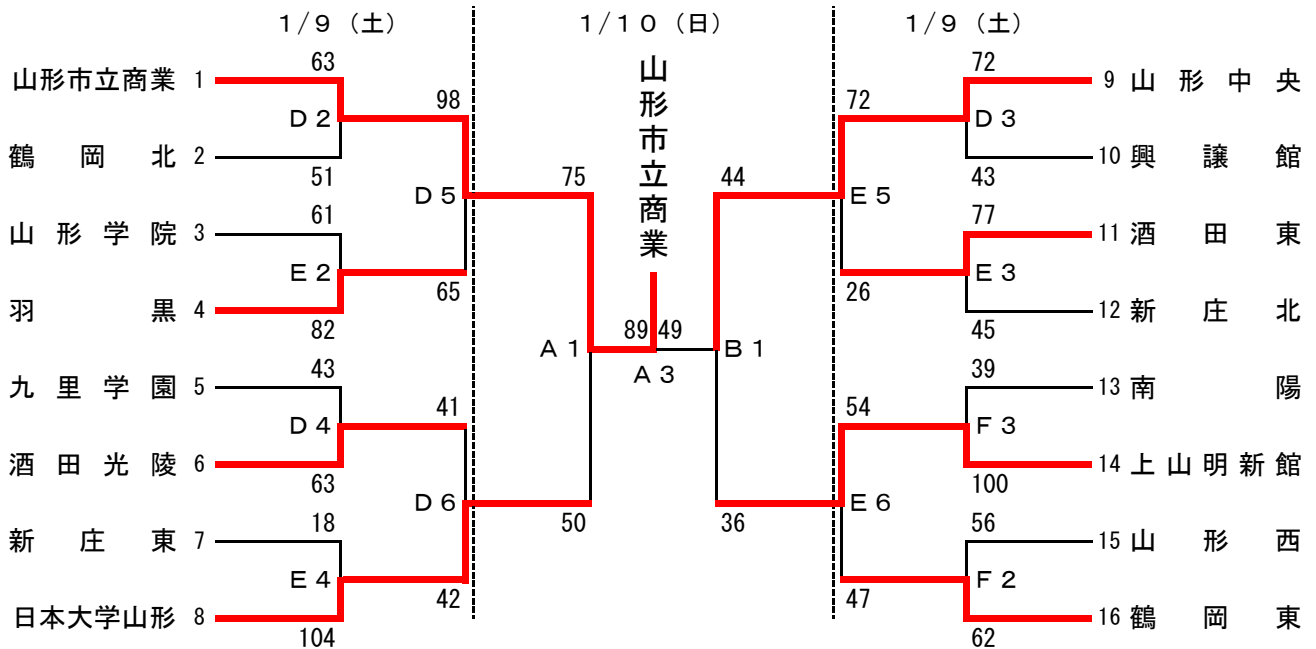 1/9（土） 1/10（日） 1/9（土）
63 72
山形市立商業 1 山形市立商業 9 山形中央
98 72
D2 D3
鶴岡北 2 10 興譲館
51 75 44 43
D5 E5
61 77
山形学院 3 11 酒田東
E2 E3
65 26
羽黒 4 12 新庄北
82 89 49 45
A1 B1
A3
43 39
九里学園 5 13 南陽
41 54
D4 F3
酒田光陵 6 14 上山明新館
63 100
D6 E6
18 50 36 56
新庄東 7 15 山形西
E4 F2
42 47
日本大学山形 8 16 鶴岡東
104 62